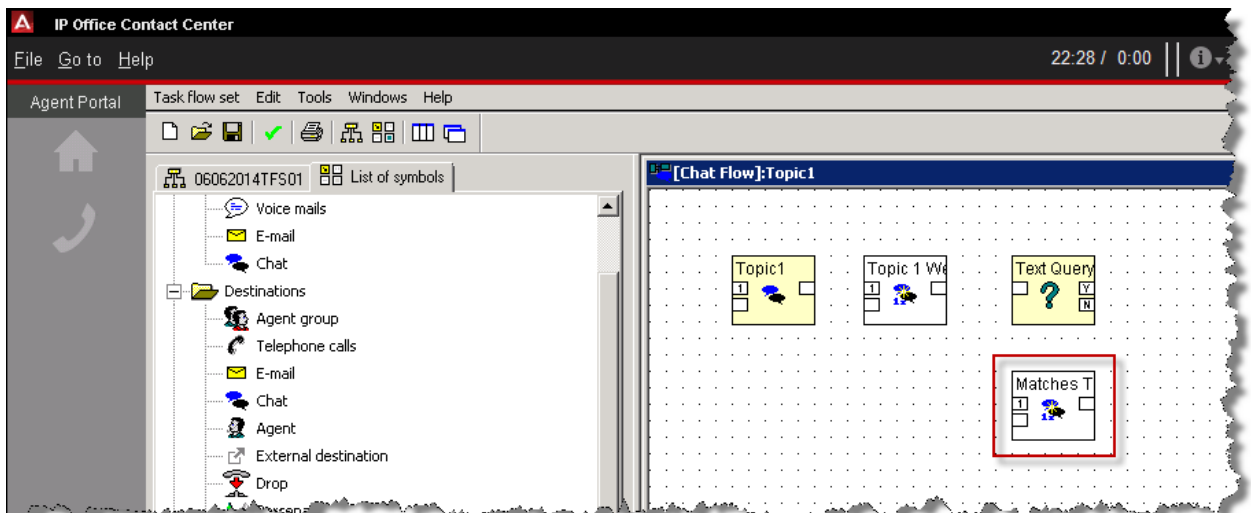 IP Office Contact Center
File Go to Help
22:28 / 0:00
Agent Portal
Task flow set Edit Tools Windows Help
06062014TFS01 List of symbols
[Chat Flow]:Topic1
Voice mails
E-mail
Chat
Destinations
Agent group
Telephone calls
E-mail
Chat
Agent
External destination
Drop
Topic1
1
Topic 1 We
1
Text Query
Y
N
Matches T
1